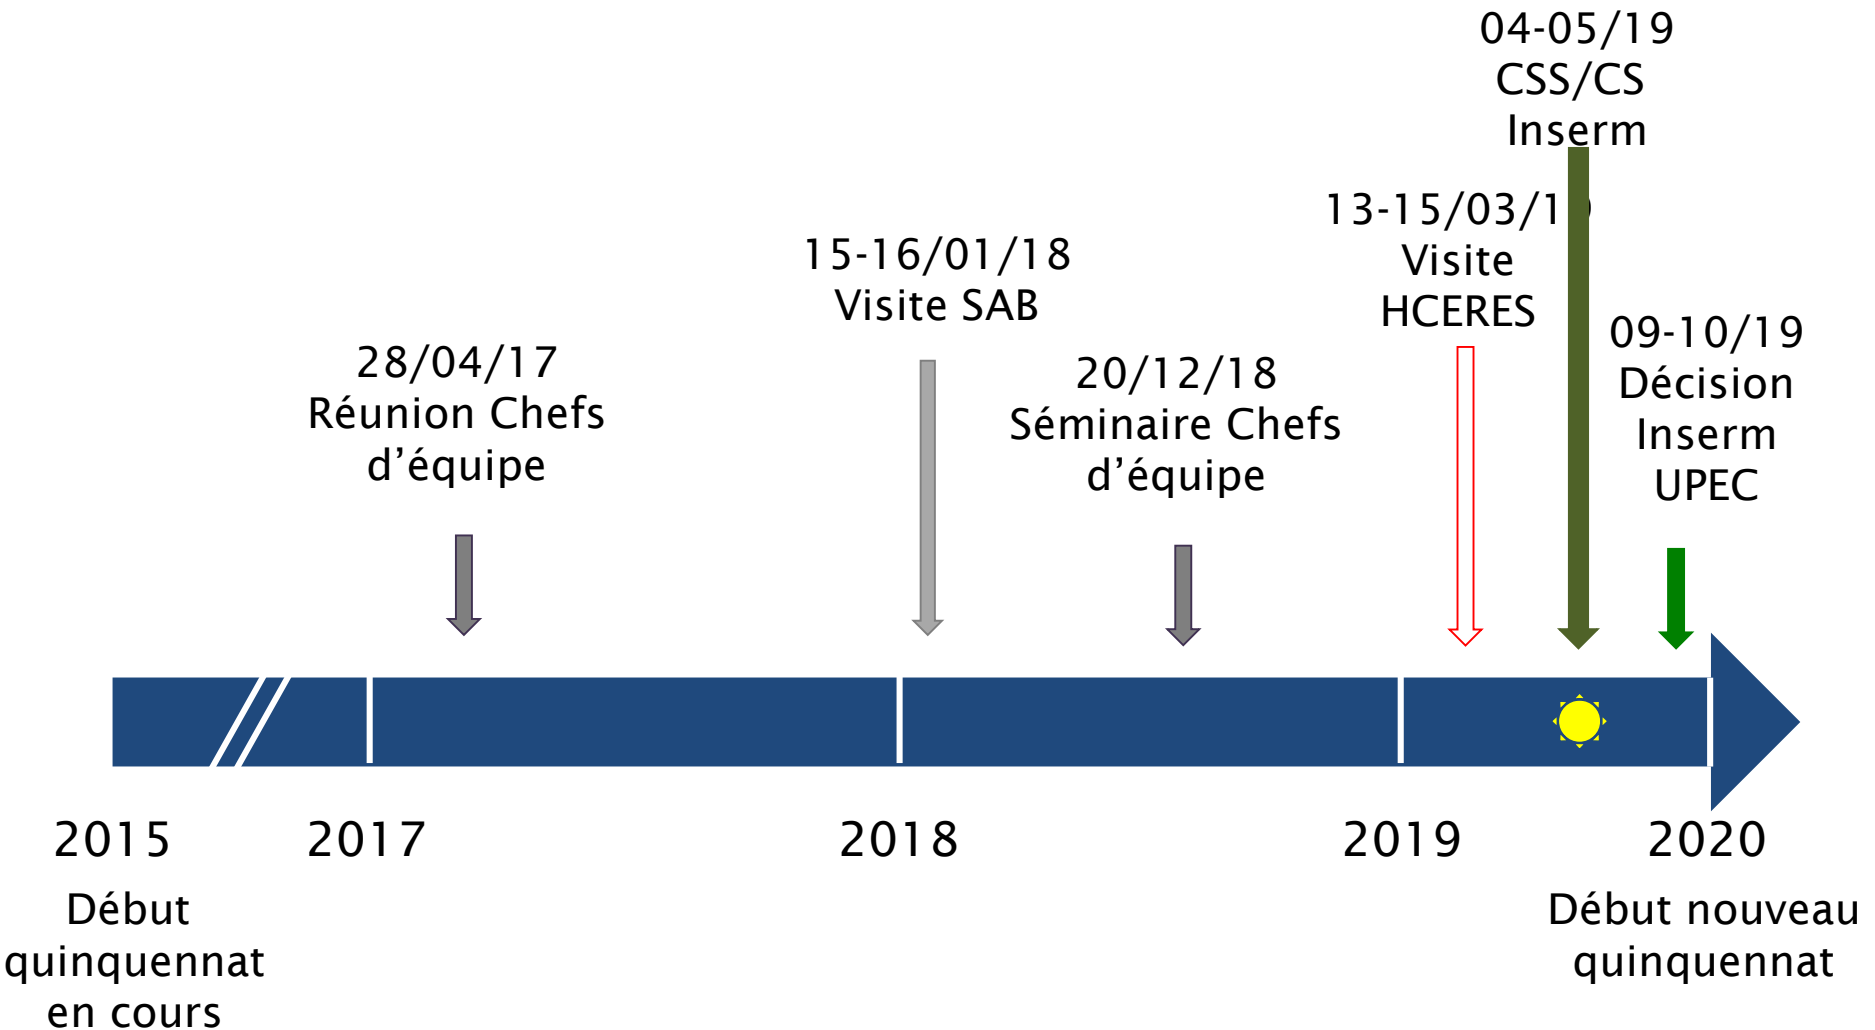 04-05/19
CSS/CS
Inserm
13-15/03/1
Visite
HCERES
15-16/01/18
Visite SAB
09-10/19
Décision
Inserm
UPEC
28/04/17
Réunion Chefs
d’équipe
20/12/18
Séminaire Chefs
d’équipe
2015
2017
2018
2019
2020
Début
quinquennat
en cours
Début nouveau
quinquennat